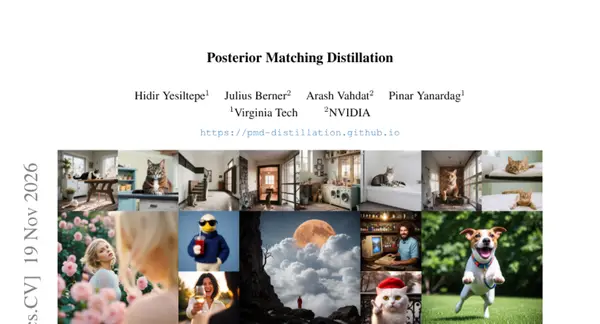 Posterior Matching Distillation
Hidir Yesiltepe¹ Julius Berner² Arash Vahdat² Pinar Yanardag¹
¹Virginia Tech ²NVIDIA
https://pmd-distillation.github.io
s.CV] 19 Nov 2026